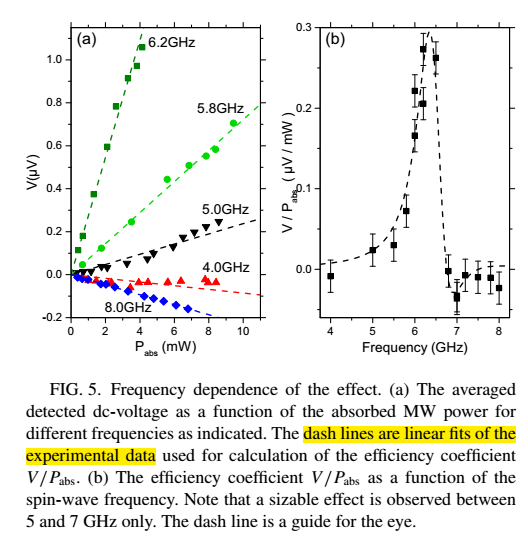 (a)
6.2GHz
5.8GHz
5.0GHz
4.0GHz
8.0GHz
V(μV)
1.0
0.8
0.6
0.4
0.2
0.0
-0.2
0 2 4 6 8 10
P_abs (mW)
(b)
V / P_abs ( μV / mW )
0.3
0.2
0.1
0.0
4 5 6 7 8
Frequency (GHz)
FIG. 5. Frequency dependence of the effect. (a) The averaged
detected dc-voltage as a function of the absorbed MW power for
different frequencies as indicated. The dash lines are linear fits of the
experimental data used for calculation of the efficiency coefficient
V/P_abs. (b) The efficiency coefficient V/P_abs as a function of the
spin-wave frequency. Note that a sizable effect is observed between
5 and 7 GHz only. The dash line is a guide for the eye.